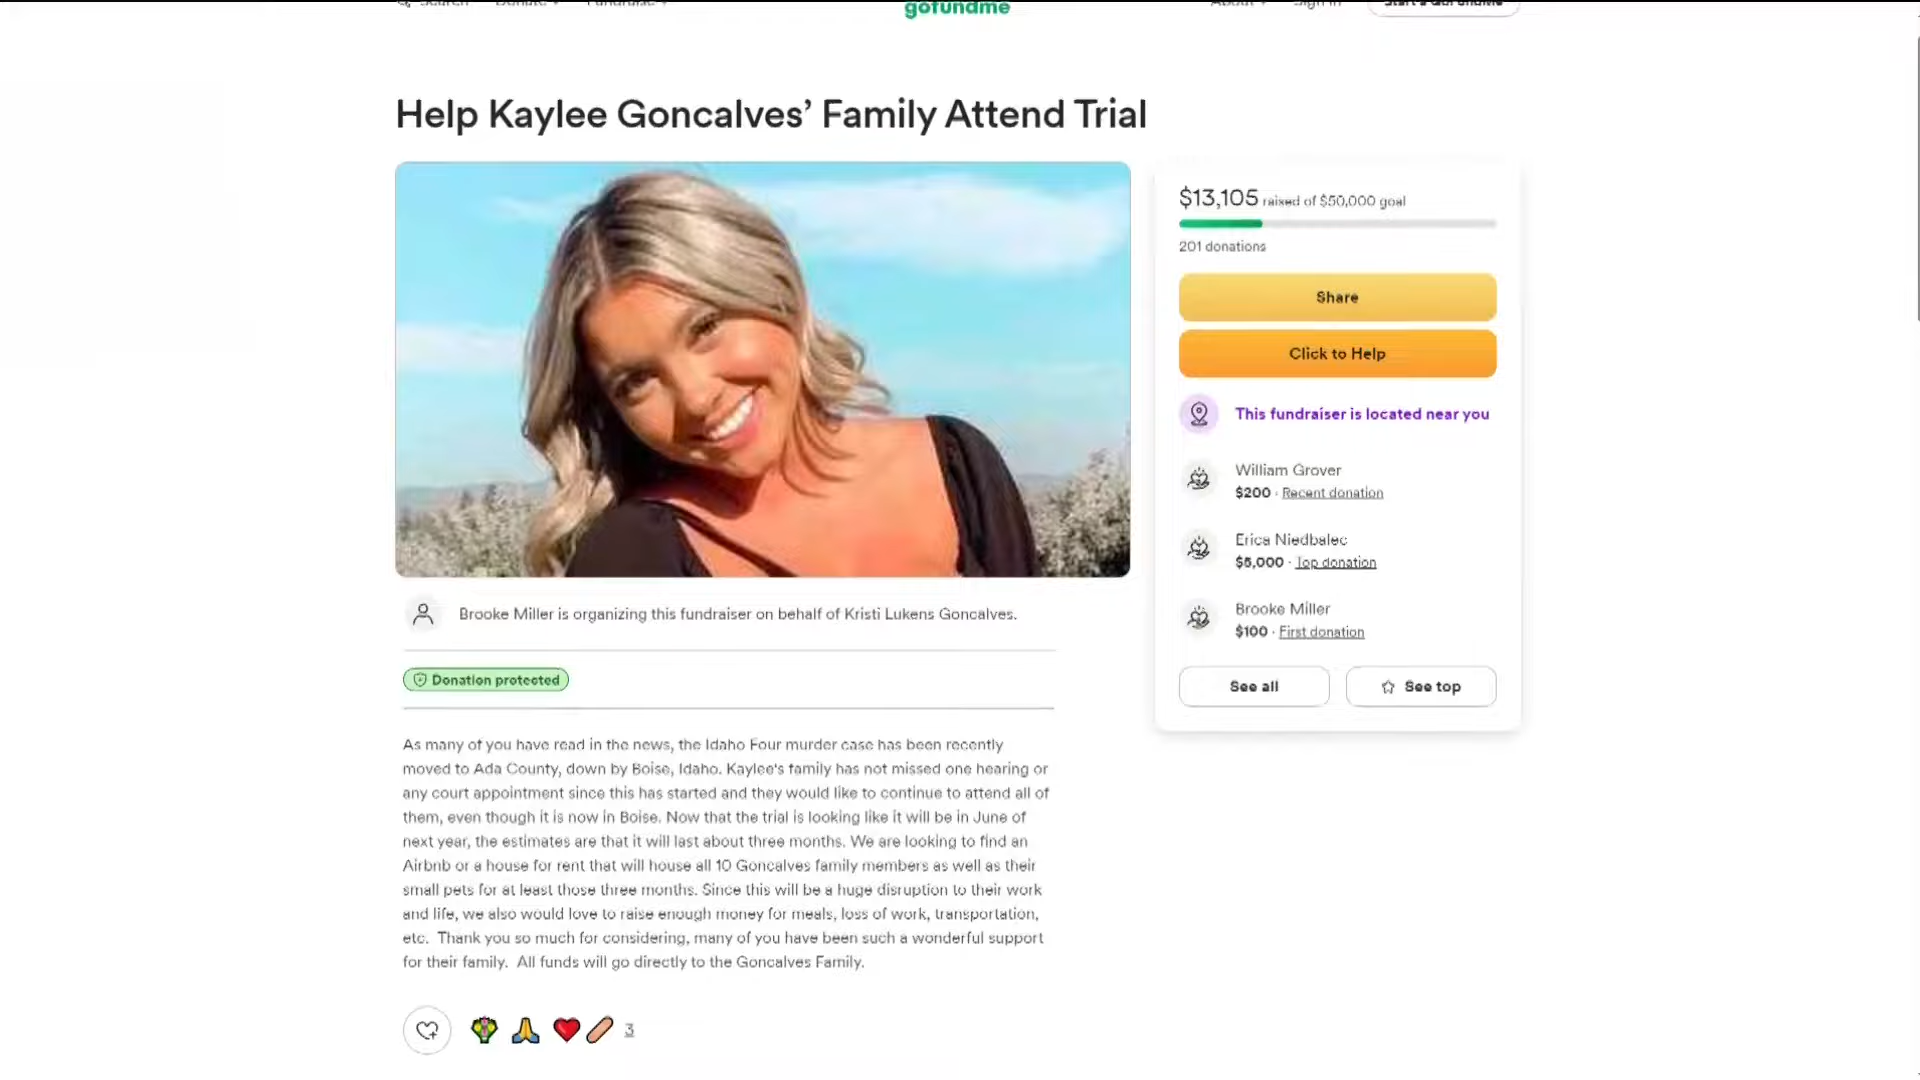 Search Donate Fundraise
gofundme
About Sign in Start a GoFundMe
Help Kaylee Goncalves’ Family Attend Trial
$13,105 raised of $50,000 goal
201 donations
Share
Click to Help
This fundraiser is located near you
William Grover
$200 · Recent donation
Erica Niedbalec
$5,000 · Top donation
Brooke Miller
$100 · First donation
See all
See top
Brooke Miller is organizing this fundraiser on behalf of Kristi Lukens Goncalves.
Donation protected
As many of you have read in the news, the Idaho Four murder case has been recently
moved to Ada County, down by Boise, Idaho. Kaylee's family has not missed one hearing or
any court appointment since this has started and they would like to continue to attend all of
them, even though it is now in Boise. Now that the trial is looking like it will be in June of
next year, the estimates are that it will last about three months. We are looking to find an
Airbnb or a house for rent that will house all 10 Goncalves family members as well as their
small pets for at least those three months. Since this will be a huge disruption to their work
and life, we also would love to raise enough money for meals, loss of work, transportation,
etc. Thank you so much for considering, many of you have been such a wonderful support
for their family. All funds will go directly to the Goncalves Family.
3